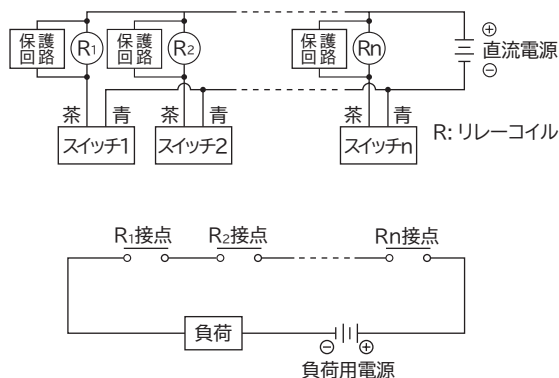 保護回路 R1 保護回路 R2 保護回路 Rn ⊕ 直流電源 ⊖
茶 青 茶 青 茶
スイッチ1 スイッチ2 スイッチn R: リレーコイル
R1接点 R2接点 Rn接点
負荷 ⊖ ⊕
負荷用電源